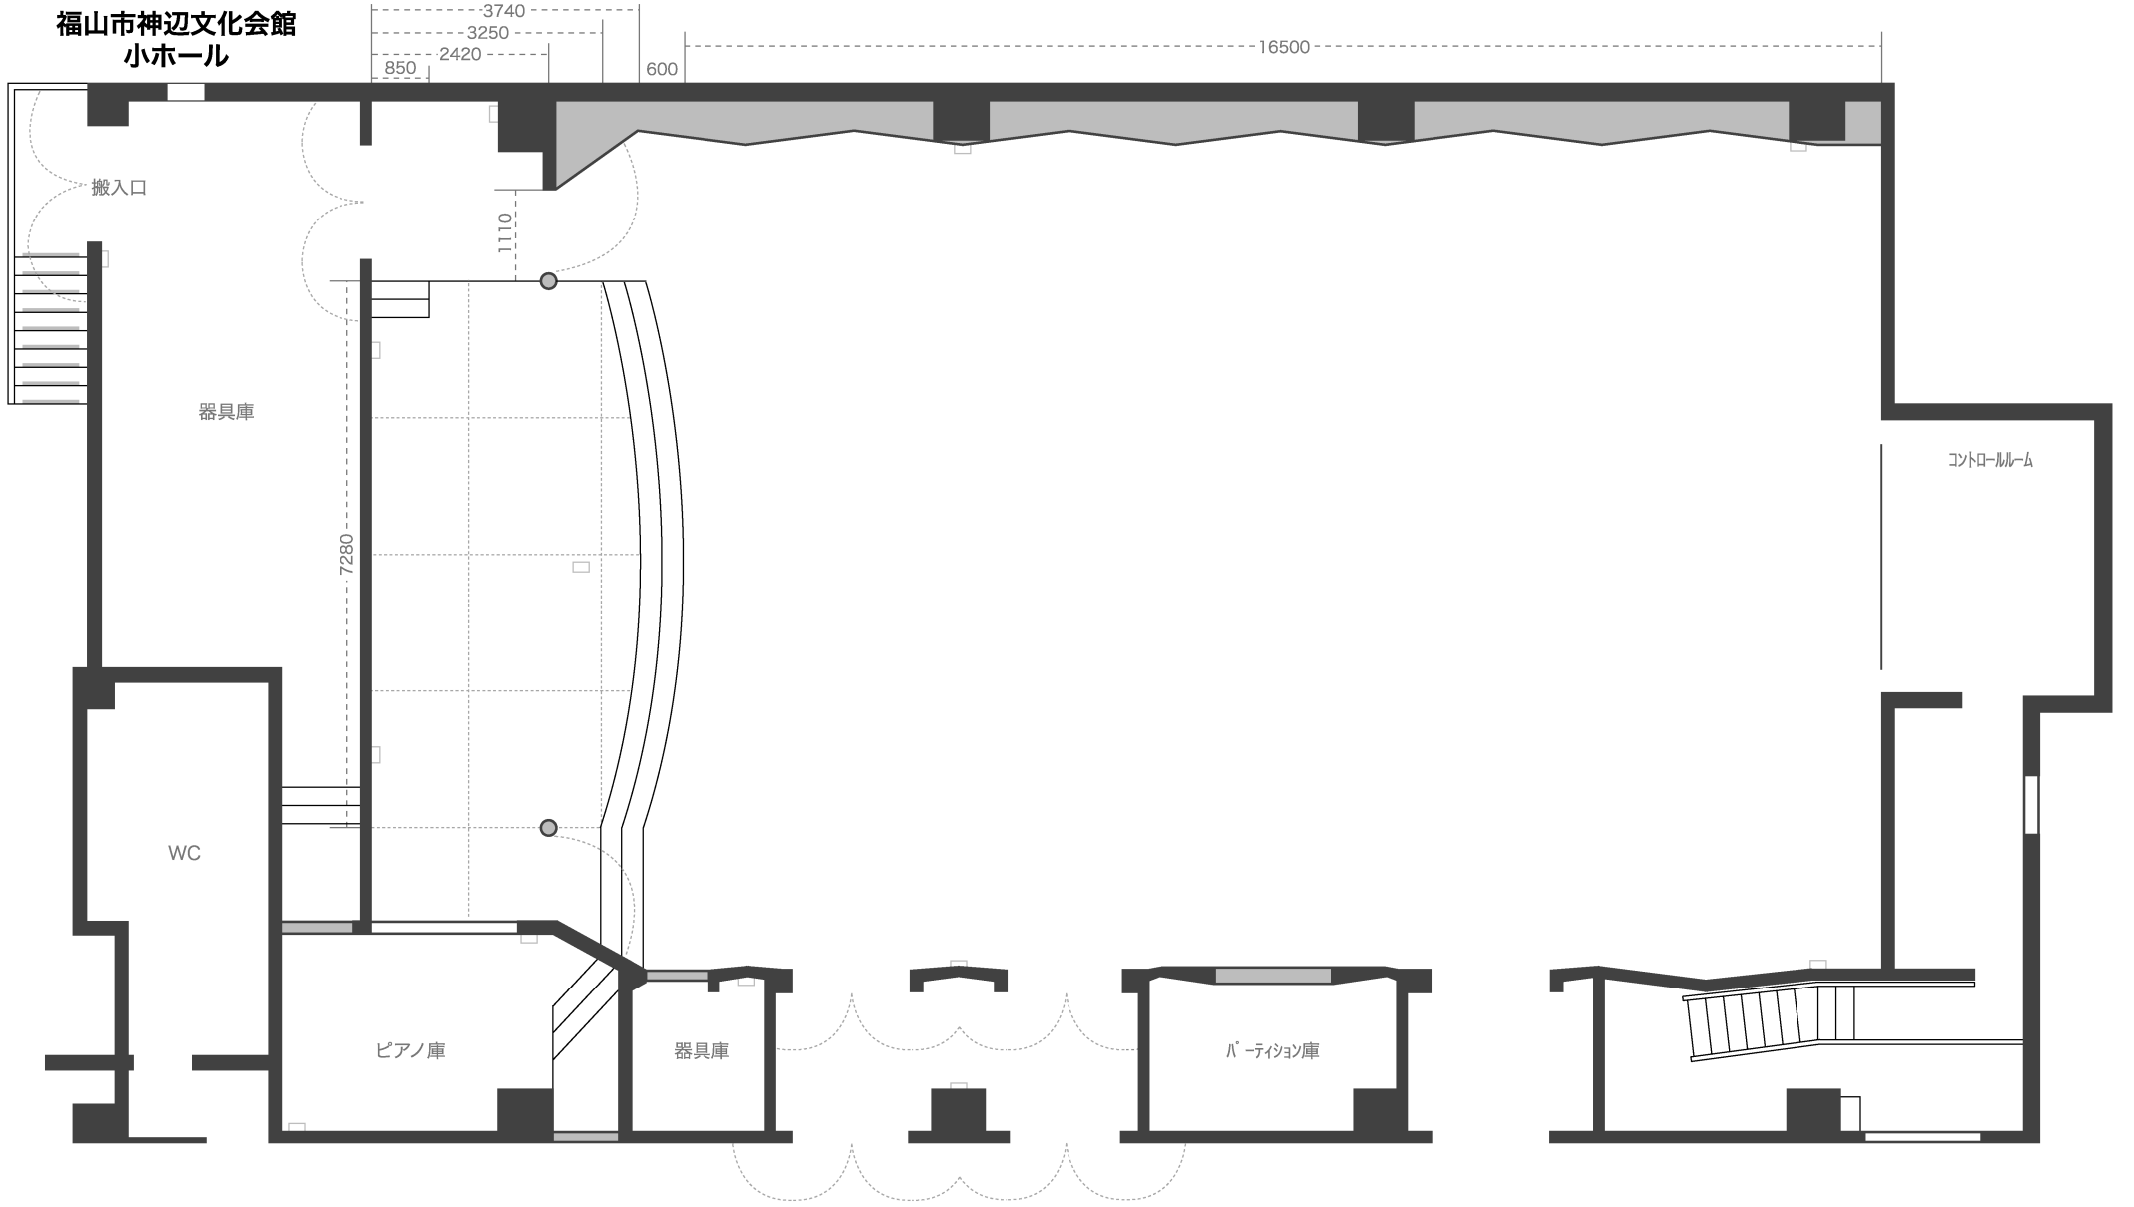 福山市神辺文化会館
小ホール
3740
3250
2420
850
600
16500
搬入口
1110
器具庫
コントロールルーム
7280
WC
ピアノ庫
器具庫
パーティション庫